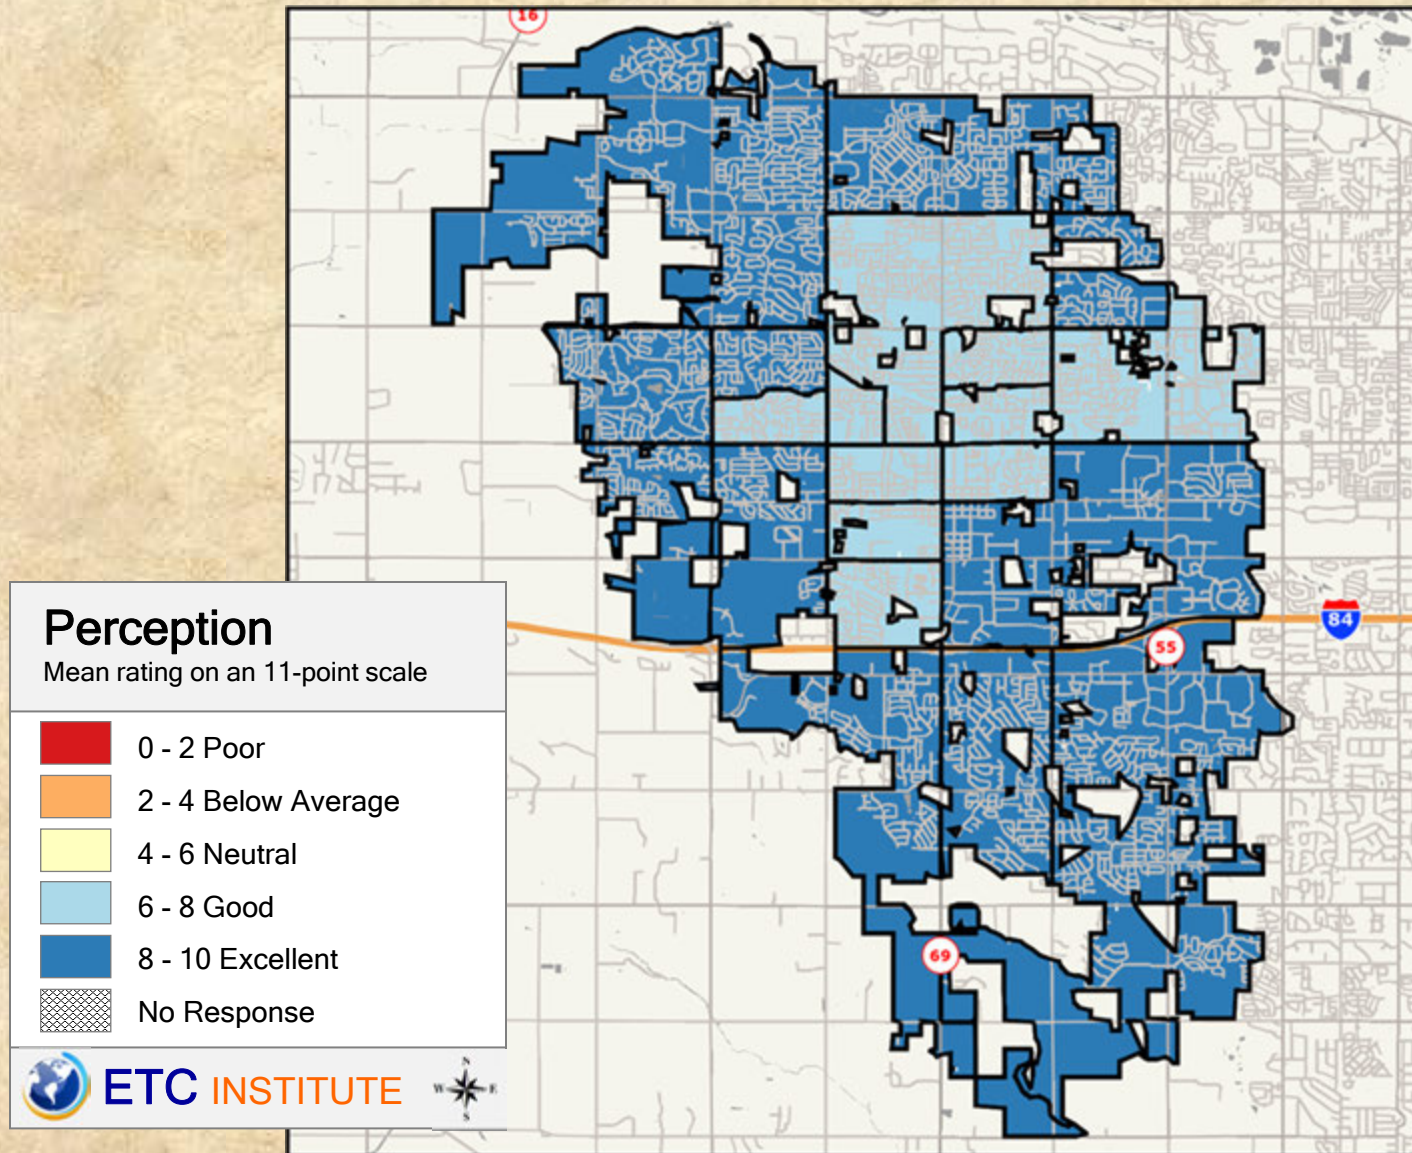 16
84
55
69
Perception
Mean rating on an 11-point scale
0 - 2 Poor
2 - 4 Below Average
4 - 6 Neutral
6 - 8 Good
8 - 10 Excellent
No Response
ETC INSTITUTE
N
W E
S